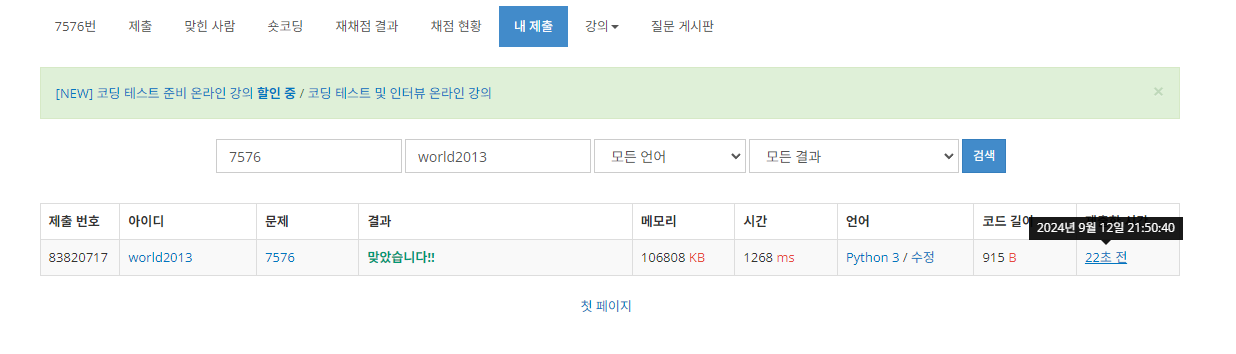 7576번 제출 맞힌 사람 숏코딩 재채점 결과 채점 현황 내 제출 강의 질문 게시판
[NEW] 코딩 테스트 준비 온라인 강의 할인 중 / 코딩 테스트 및 인터뷰 온라인 강의 ×
7576 world2013 모든 언어 모든 결과 검색
제출 번호 아이디 문제 결과 메모리 시간 언어 코드 길이
2024년 9월 12일 21:50:40
83820717 world2013 7576 맞았습니다!! 106808 KB 1268 ms Python 3 / 수정 915 B 22초 전
첫 페이지